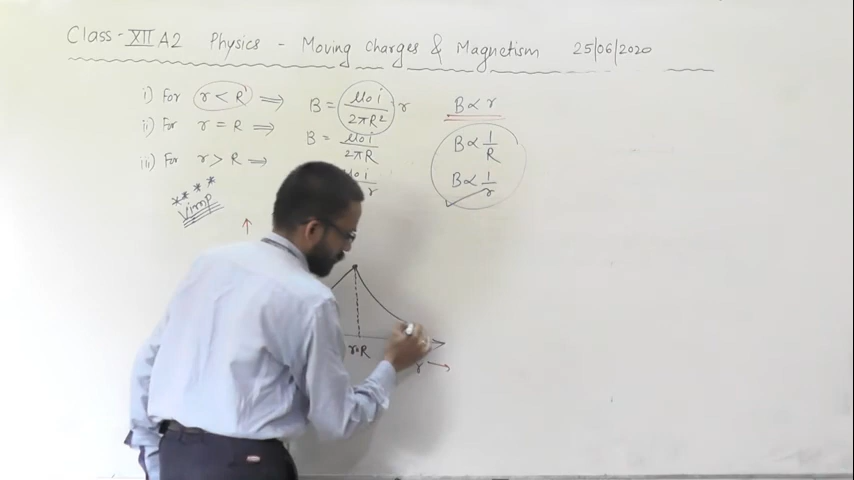 Class - XII A2 Physics - Moving Charges & Magnetism 25/06/2020
i) For r < R ⟹ B = μ₀i / 2πR² · r B ∝ r
ii) For r = R ⟹ B = μ₀i / 2πR B ∝ 1/R
iii) For r > R ⟹ μ₀i / r B ∝ 1/r
**** Vimp
r=R
r →